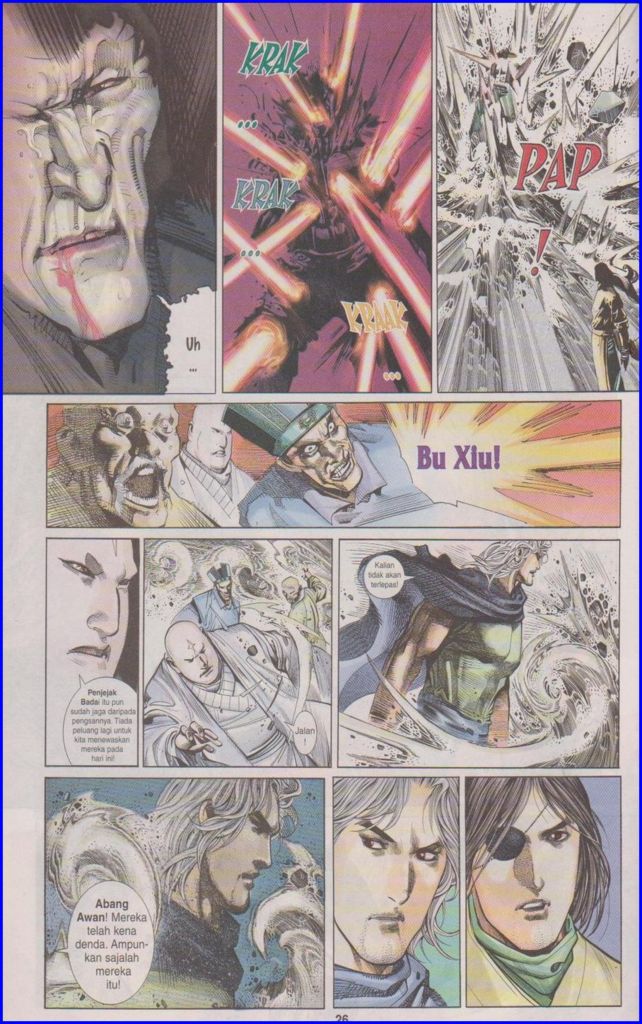 Uh
...
KRAK
...
KRAK
...
KRAAK
...
PAP
!
Bu Xiu!
Penjejak
Badai itu pun
sudah jaga daripada
pengsannya. Tiada
peluang lagi untuk
kita menewaskan
mereka pada
hari ini!
Jalan
!
Kalian
tidak akan
terlepas!
Abang
Awan! Mereka
telah kena
denda. Ampun-
kan sajalah
mereka
itu!
26